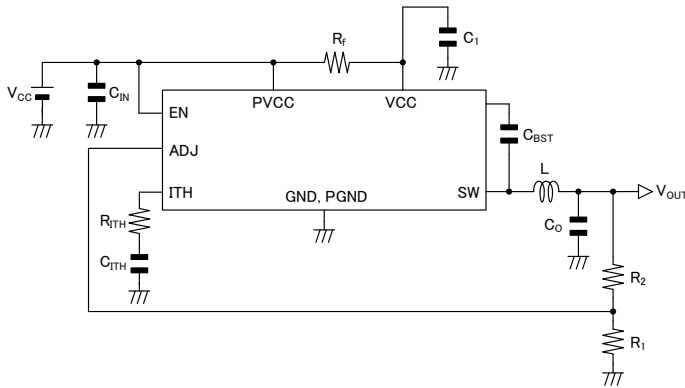 C1
Rf
VCC
CIN
PVCC
VCC
EN
CBST
ADJ
L
ITH
GND, PGND
SW
VOUT
RITH
CO
CITH
R2
R1